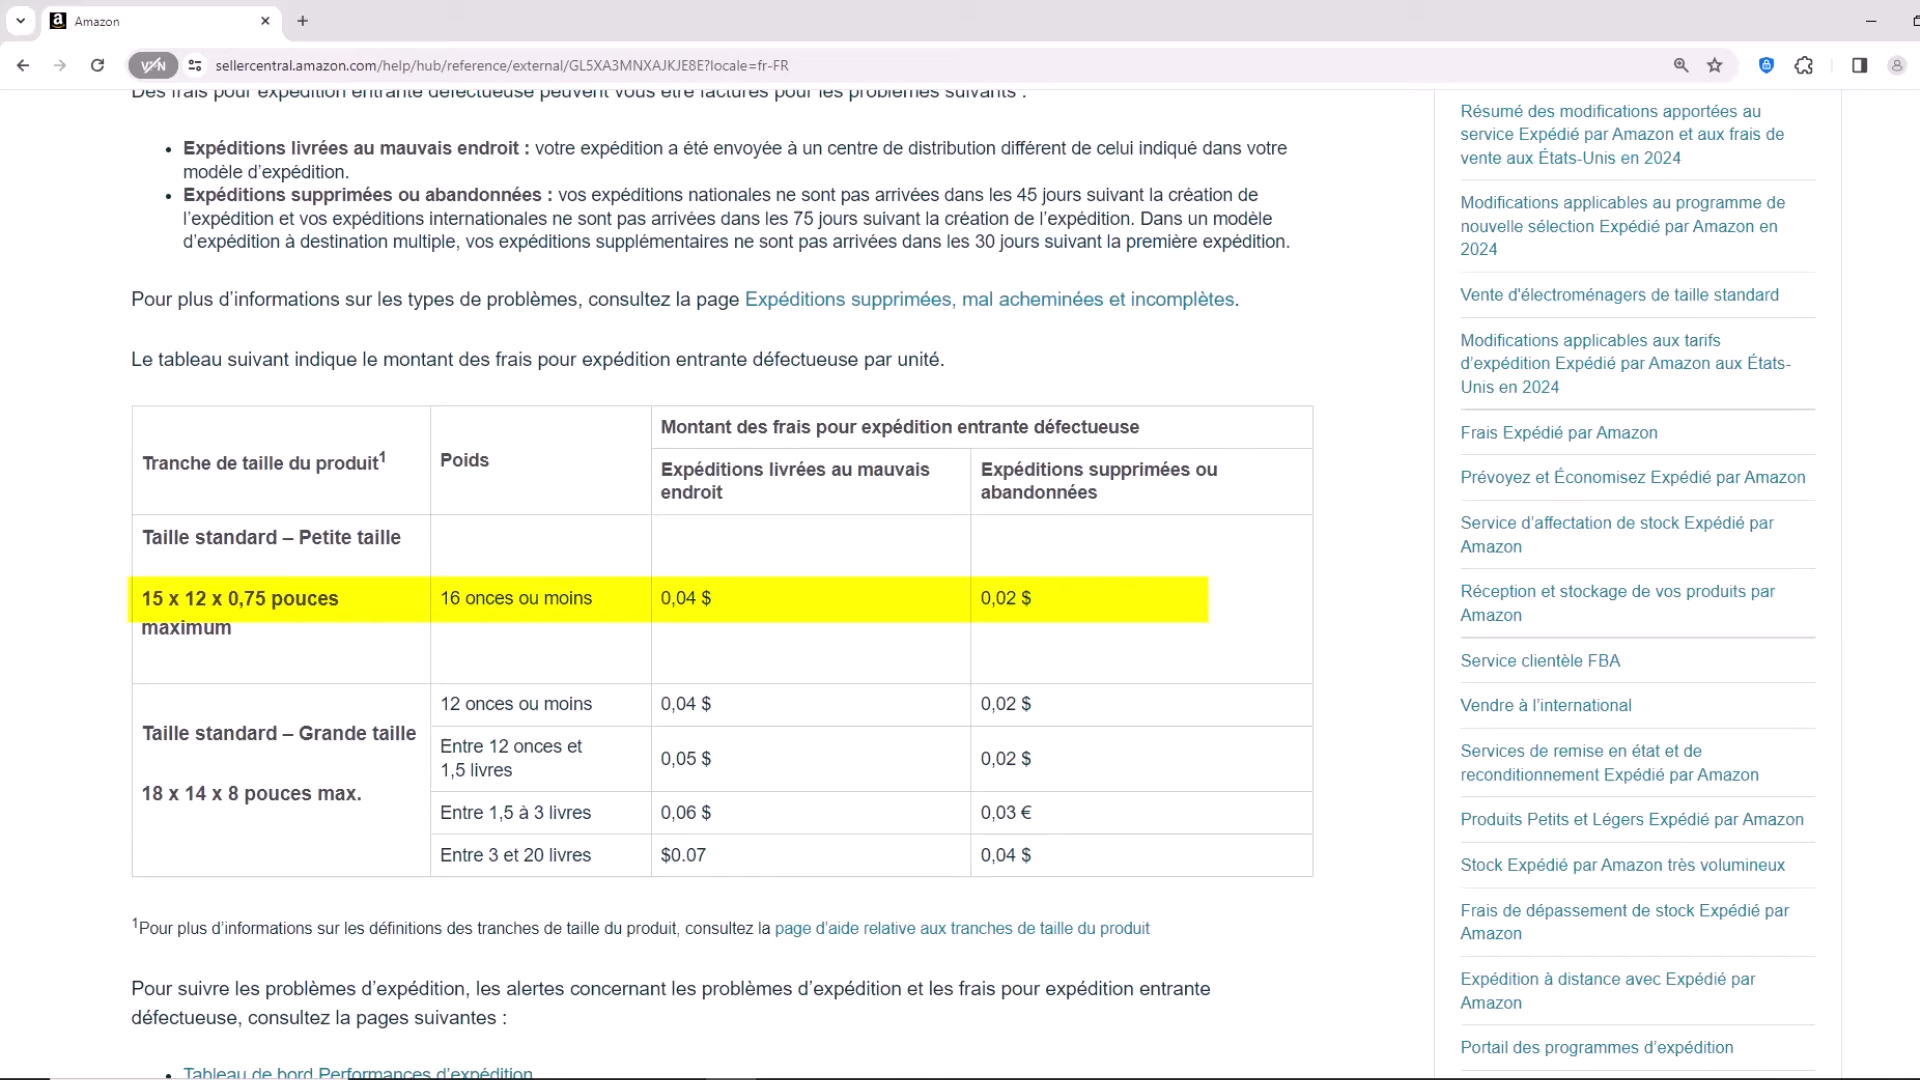 Amazon
VPN
sellercentral.amazon.com/help/hub/reference/external/GL5XA3MNXAJKJE8E?locale=fr-FR
Des frais pour expédition entrante défectueuse peuvent vous être facturés pour les problèmes suivants :
• Expéditions livrées au mauvais endroit : votre expédition a été envoyée à un centre de distribution différent de celui indiqué dans votre
modèle d’expédition.
• Expéditions supprimées ou abandonnées : vos expéditions nationales ne sont pas arrivées dans les 45 jours suivant la création de
l’expédition et vos expéditions internationales ne sont pas arrivées dans les 75 jours suivant la création de l’expédition. Dans un modèle
d’expédition à destination multiple, vos expéditions supplémentaires ne sont pas arrivées dans les 30 jours suivant la première expédition.
Pour plus d’informations sur les types de problèmes, consultez la page Expéditions supprimées, mal acheminées et incomplètes.
Le tableau suivant indique le montant des frais pour expédition entrante défectueuse par unité.
Tranche de taille du produit1
Poids
Montant des frais pour expédition entrante défectueuse
Expéditions livrées au mauvais
endroit
Expéditions supprimées ou
abandonnées
Taille standard – Petite taille
15 x 12 x 0,75 pouces
maximum
16 onces ou moins
0,04 $
0,02 $
Taille standard – Grande taille
18 x 14 x 8 pouces max.
12 onces ou moins
0,04 $
0,02 $
Entre 12 onces et
1,5 livres
0,05 $
0,02 $
Entre 1,5 à 3 livres
0,06 $
0,03 €
Entre 3 et 20 livres
$0.07
0,04 $
1Pour plus d’informations sur les définitions des tranches de taille du produit, consultez la page d’aide relative aux tranches de taille du produit
Pour suivre les problèmes d’expédition, les alertes concernant les problèmes d’expédition et les frais pour expédition entrante
défectueuse, consultez la pages suivantes :
• Tableau de bord Performances d’expédition
Résumé des modifications apportées au
service Expédié par Amazon et aux frais de
vente aux États-Unis en 2024
Modifications applicables au programme de
nouvelle sélection Expédié par Amazon en
2024
Vente d'électroménagers de taille standard
Modifications applicables aux tarifs
d’expédition Expédié par Amazon aux États-
Unis en 2024
Frais Expédié par Amazon
Prévoyez et Économisez Expédié par Amazon
Service d’affectation de stock Expédié par
Amazon
Réception et stockage de vos produits par
Amazon
Service clientèle FBA
Vendre à l’international
Services de remise en état et de
reconditionnement Expédié par Amazon
Produits Petits et Légers Expédié par Amazon
Stock Expédié par Amazon très volumineux
Frais de dépassement de stock Expédié par
Amazon
Expédition à distance avec Expédié par
Amazon
Portail des programmes d’expédition